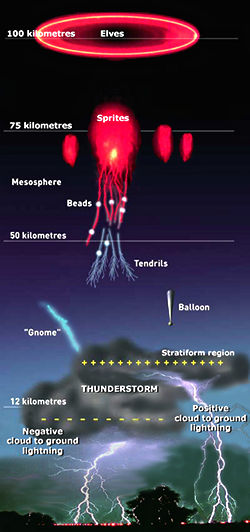 100 kilometres Elves
Sprites
75 kilometres
Mesosphere
Beads
50 kilometres
Tendrils
Balloon
"Gnome"
Stratiform region
+ + + + + + + + + + + +
THUNDERSTORM
12 kilometres
- - - - - - - -
Negative
cloud to ground
lightning
Positive
cloud to ground
lightning